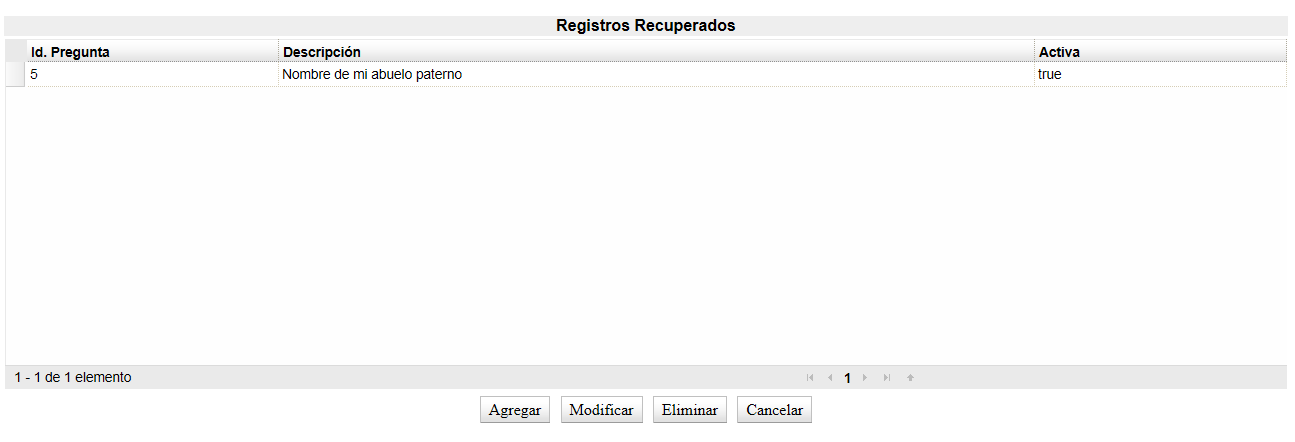 Registros Recuperados
Id. Pregunta Descripción Activa
5 Nombre de mi abuelo paterno true
1 - 1 de 1 elemento 1
Agregar Modificar Eliminar Cancelar